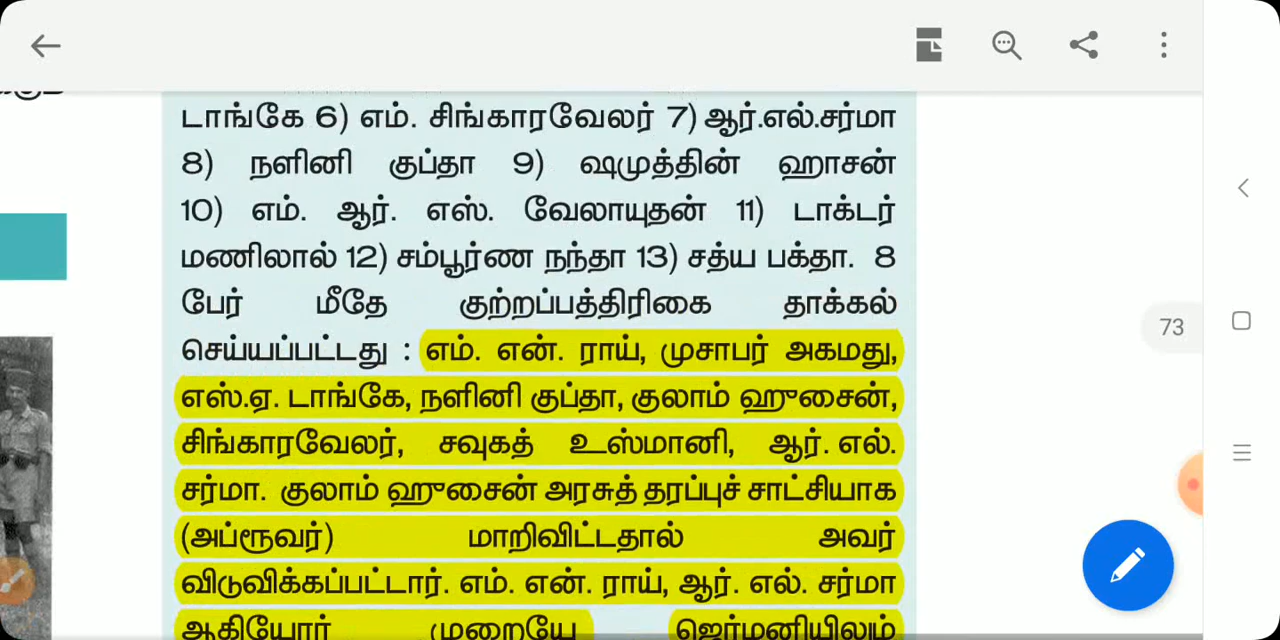 டாங்கே 6) எம். சிங்காரவேலர் 7) ஆர்.எல்.சர்மா
8) நளினி குப்தா 9) ஷமுத்தின் ஹாசன்
10) எம். ஆர். எஸ். வேலாயுதன் 11) டாக்டர்
மணிலால் 12) சம்பூர்ண நந்தா 13) சத்ய பக்தா. 8
பேர் மீதே குற்றப்பத்திரிகை தாக்கல்
செய்யப்பட்டது : எம். என். ராய், முசாபர் அகமது,
எஸ்.ஏ. டாங்கே, நளினி குப்தா, குலாம் ஹுசைன்,
சிங்காரவேலர், சவுகத் உஸ்மானி, ஆர். எல்.
சர்மா. குலாம் ஹுசைன் அரசுத் தரப்புச் சாட்சியாக
(அப்ரூவர்) மாறிவிட்டதால் அவர்
விடுவிக்கப்பட்டார். எம். என். ராய், ஆர். எல். சர்மா
ஆகியோர் முறையே ஜெர்மனியிலும்
73